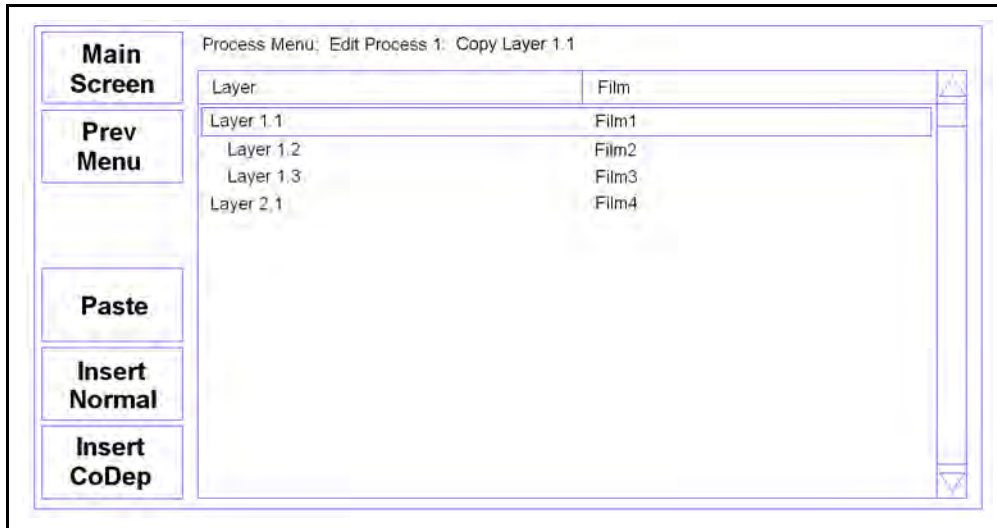 Main
Screen
Prev
Menu
Paste
Insert
Normal
Insert
CoDep
Process Menu: Edit Process 1: Copy Layer 1.1
Layer Film
Layer 1.1 Film1
Layer 1.2 Film2
Layer 1.3 Film3
Layer 2.1 Film4